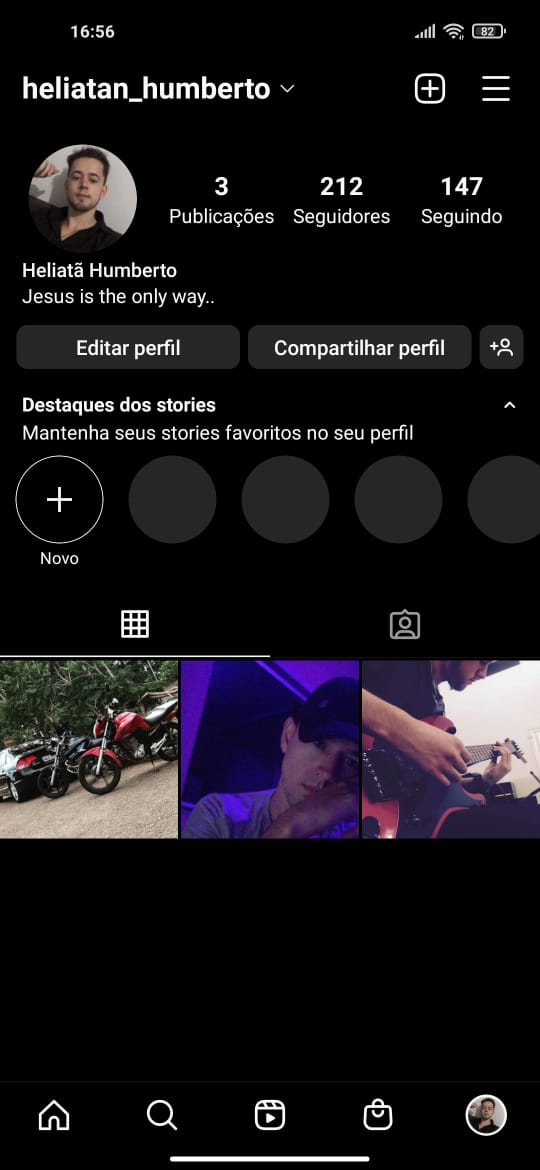 16:56
82
heliatan_humberto
3
212
147
Publicações
Seguidores
Seguindo
Heliatã Humberto
Jesus is the only way..
Editar perfil
Compartilhar perfil
Destaques dos stories
Mantenha seus stories favoritos no seu perfil
Novo